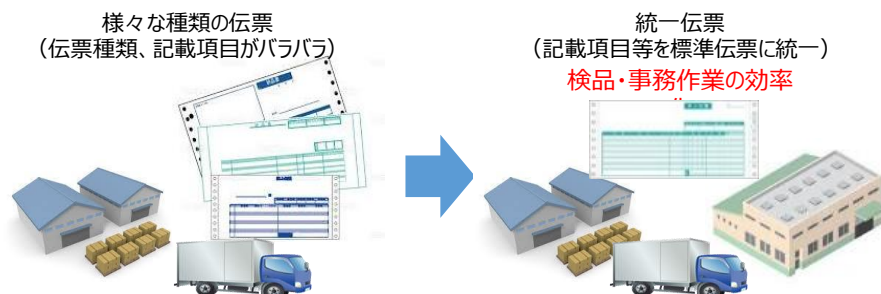 様々な種類の伝票
（伝票種類、記載項目がバラバラ）
統一伝票
（記載項目等を標準伝票に統一）
検品・事務作業の効率